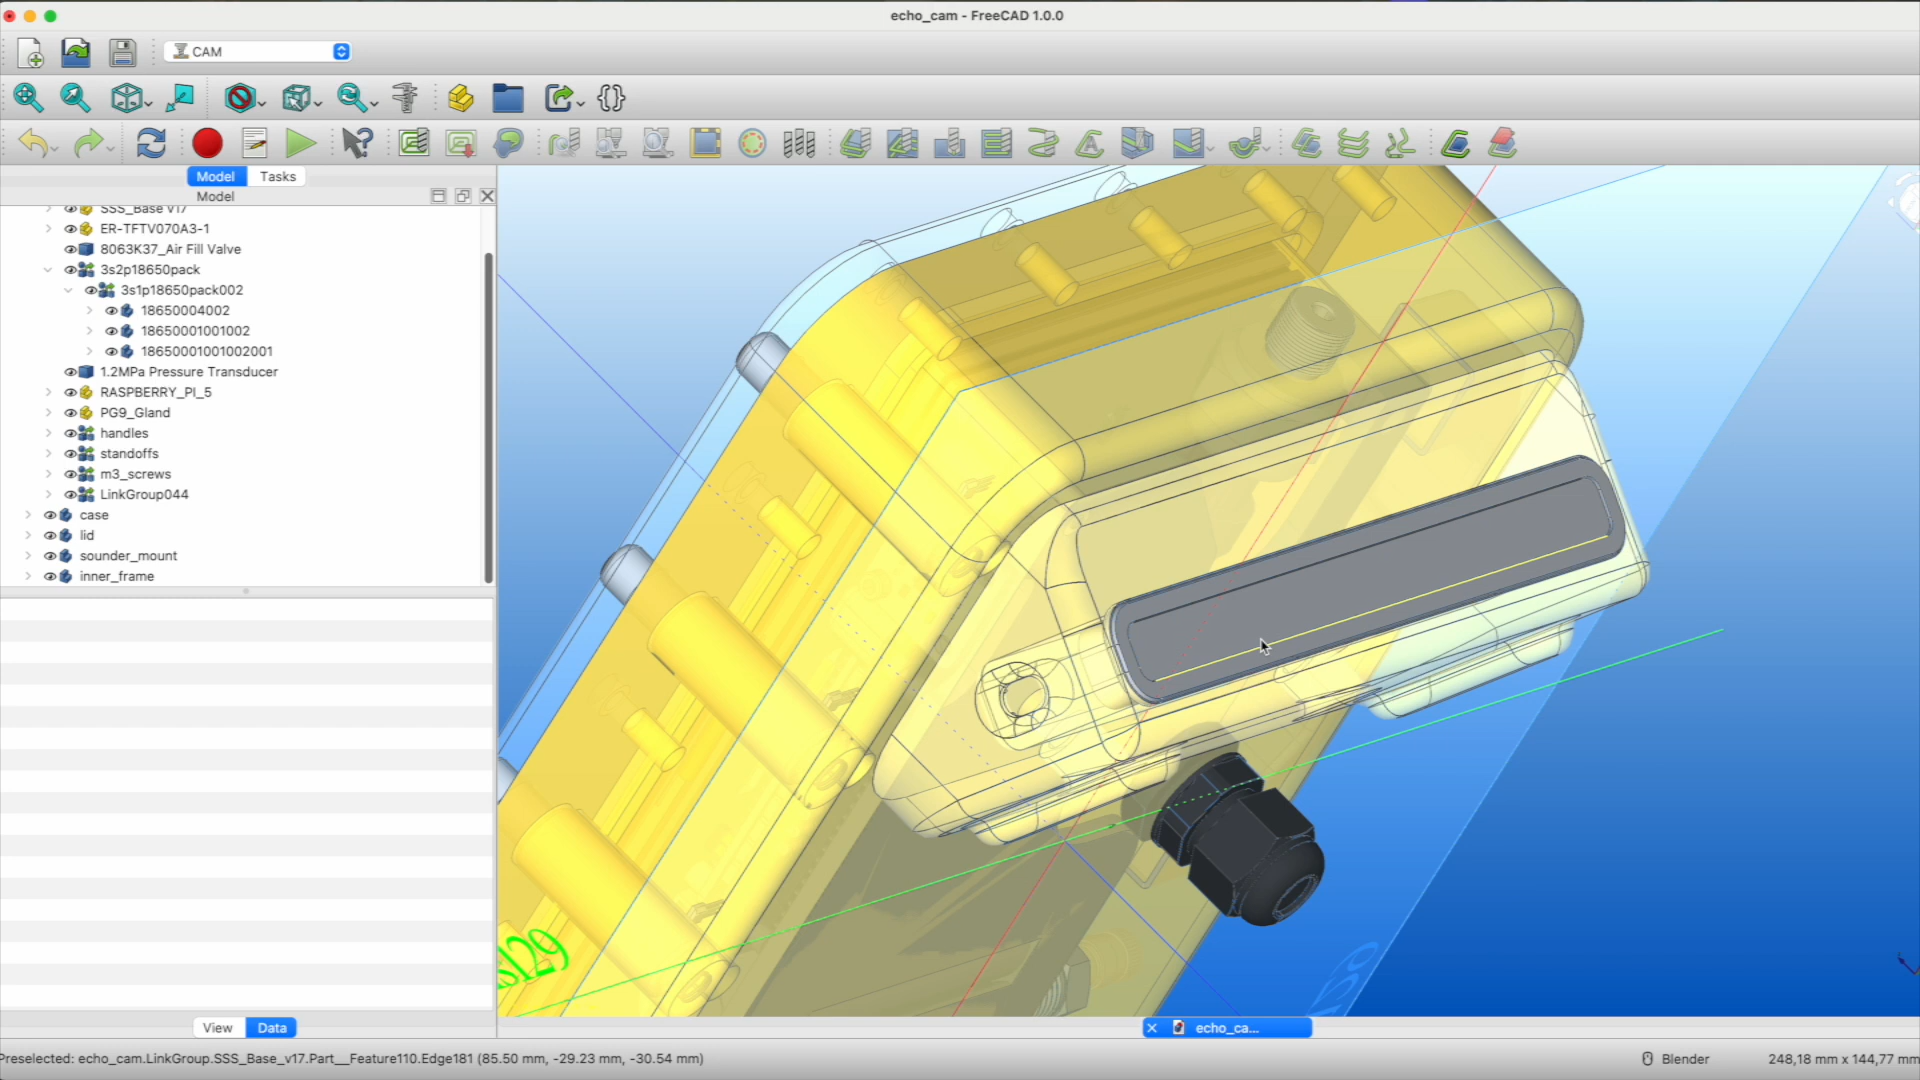 echo_cam - FreeCAD 1.0.0
CAM
Model
Tasks
Model
SSS_Base v17
ER-TFTV070A3-1
8063K37_Air Fill Valve
3s2p18650pack
3s1p18650pack002
18650004002
18650001001002
18650001001002001
1.2MPa Pressure Transducer
RASPBERRY_PI_5
PG9_Gland
handles
standoffs
m3_screws
LinkGroup044
case
lid
sounder_mount
inner_frame
View
Data
echo_ca...
Preselected: echo_cam.LinkGroup.SSS_Base_v17.Part__Feature110.Edge181 (85.50 mm, -29.23 mm, -30.54 mm)
Blender
248,18 mm x 144,77 mm